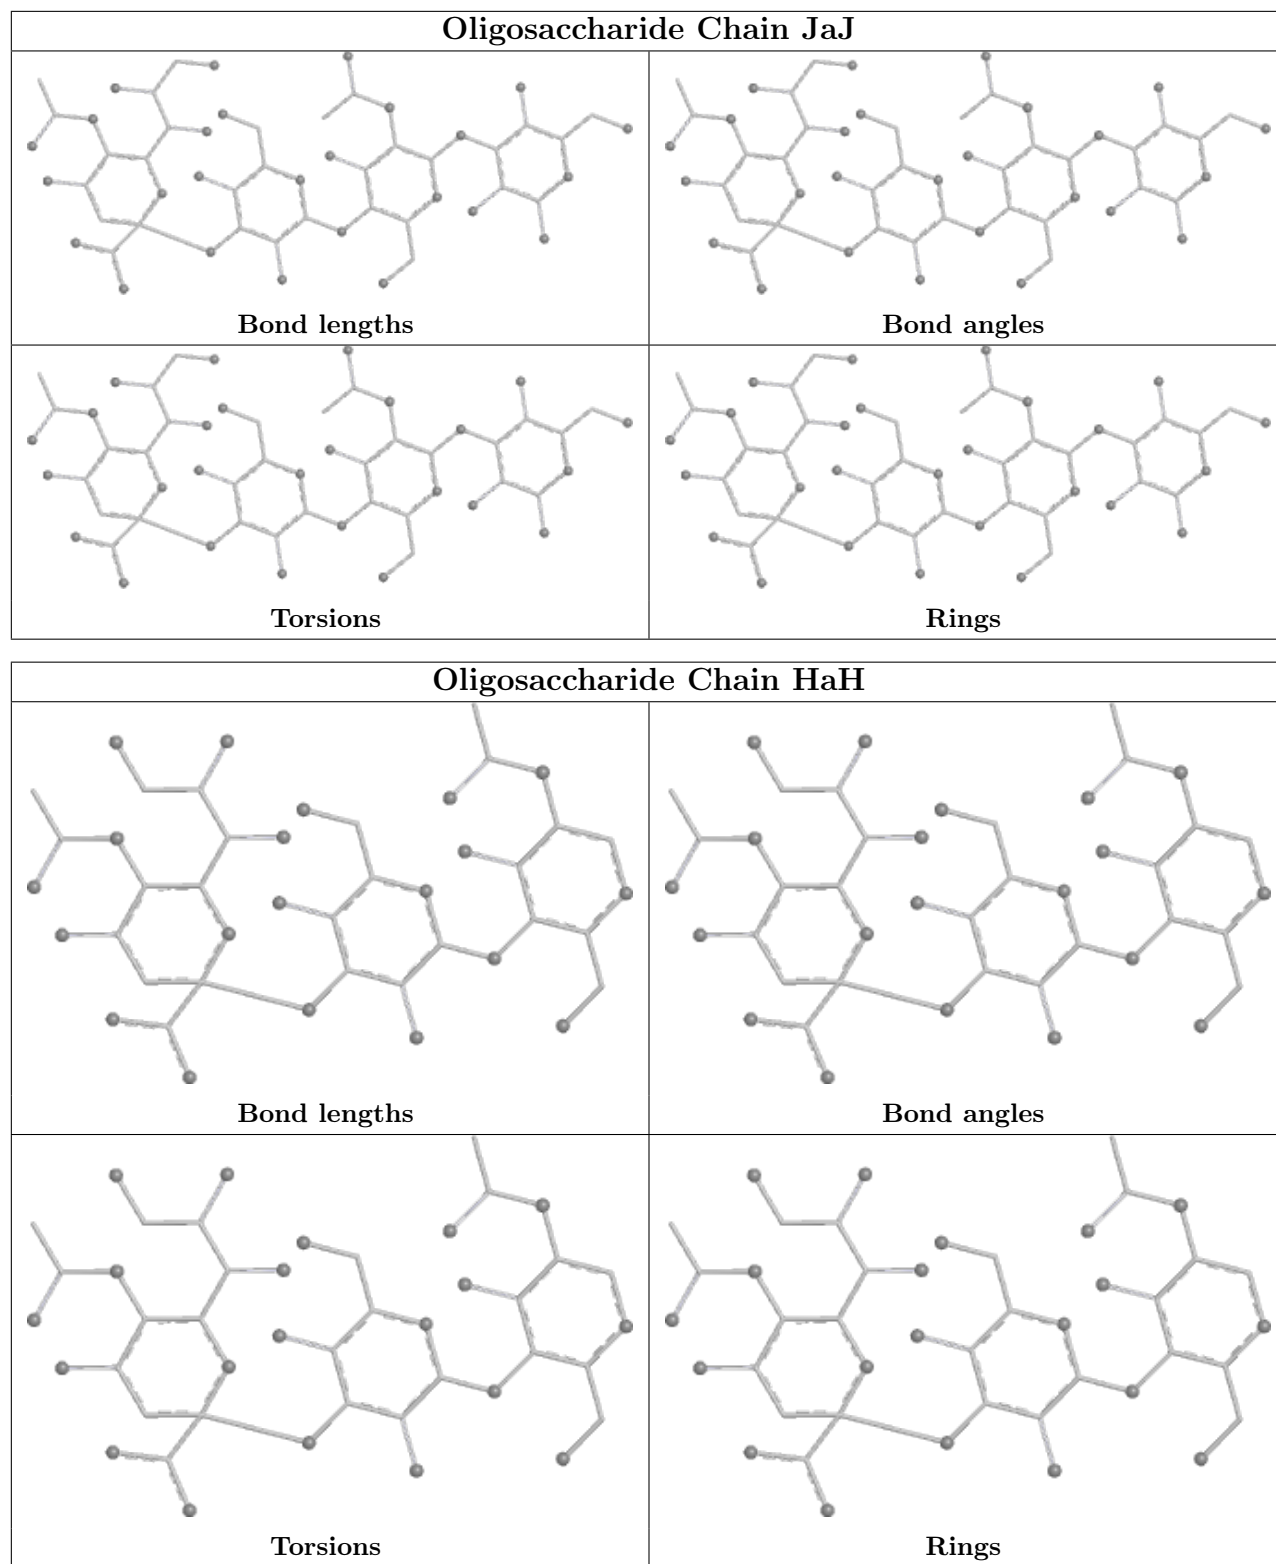 Oligosaccharide Chain JaJ
Bond lengths
Bond angles
Torsions
Rings
Oligosaccharide Chain HaH
Bond lengths
Bond angles
Torsions
Rings